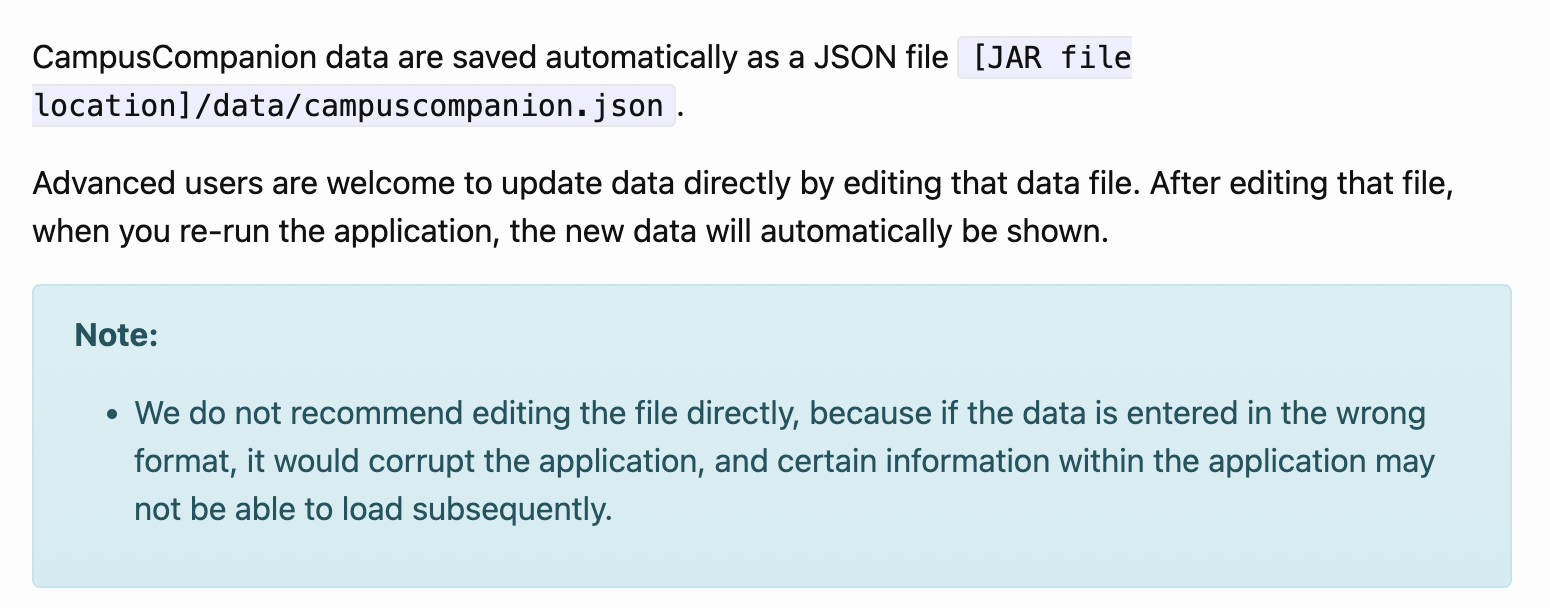 CampusCompanion data are saved automatically as a JSON file [JAR file
location]/data/campuscompanion.json.
Advanced users are welcome to update data directly by editing that data file. After editing that file,
when you re-run the application, the new data will automatically be shown.
Note:
• We do not recommend editing the file directly, because if the data is entered in the wrong
format, it would corrupt the application, and certain information within the application may
not be able to load subsequently.